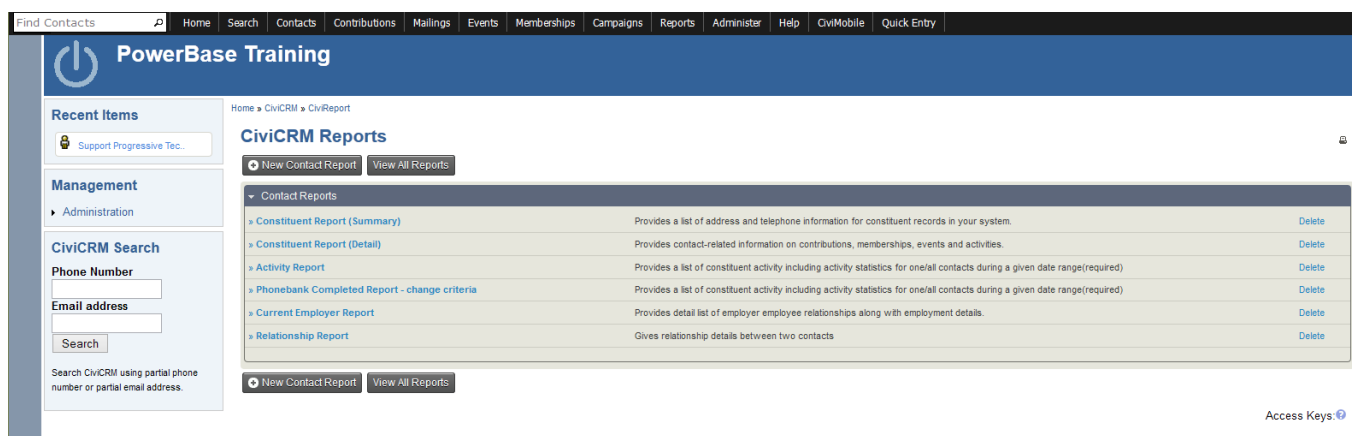 Find Contacts Home Search Contacts Contributions Mailings Events Memberships Campaigns Reports Administer Help CiviMobile Quick Entry
PowerBase Training
Recent Items
Support Progressive Tec..
Management
Administration
CiviCRM Search
Phone Number
Email address
Search
Search CiviCRM using partial phone
number or partial email address.
Home » CiviCRM » CiviReport
CiviCRM Reports
New Contact Report View All Reports
Contact Reports
» Constituent Report (Summary) Provides a list of address and telephone information for constituent records in your system. Delete
» Constituent Report (Detail) Provides contact-related information on contributions, memberships, events and activities. Delete
» Activity Report Provides a list of constituent activity including activity statistics for one/all contacts during a given date range(required) Delete
» Phonebank Completed Report - change criteria Provides a list of constituent activity including activity statistics for one/all contacts during a given date range(required) Delete
» Current Employer Report Provides detail list of employer employee relationships along with employment details. Delete
» Relationship Report Gives relationship details between two contacts Delete
New Contact Report View All Reports
Access Keys:?